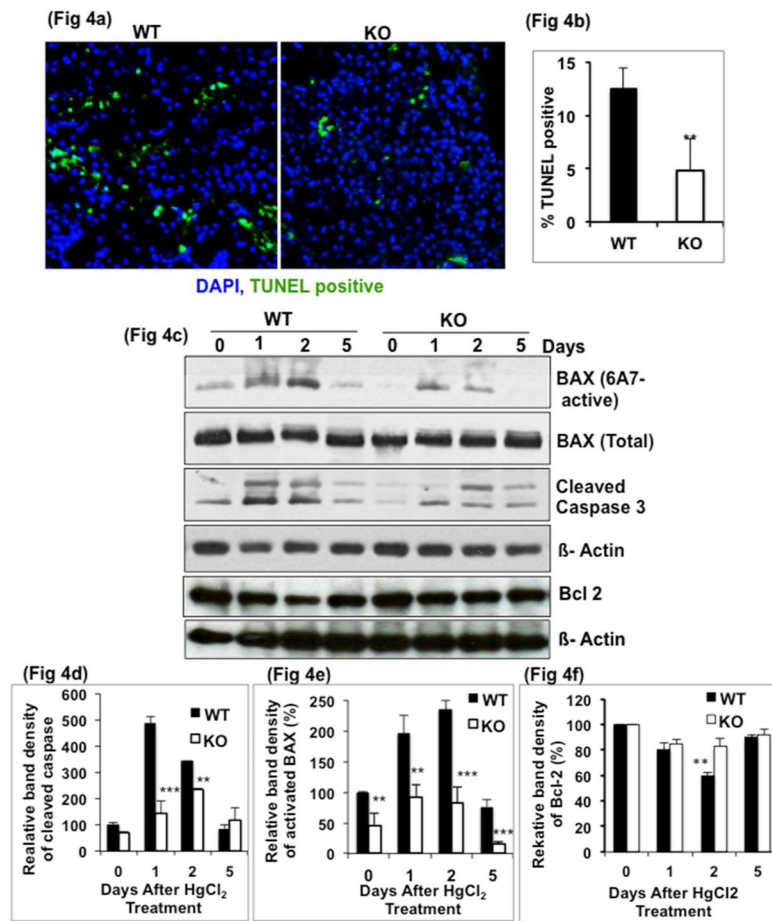 (Fig 4a)
WT
KO
DAPI, TUNEL positive
(Fig 4b)
% TUNEL positive
15
10
5
0
**
WT
KO
(Fig 4c)
WT
KO
0 1 2 5 0 1 2 5 Days
BAX (6A7-
active)
BAX (Total)
Cleaved
Caspase 3
ß- Actin
Bcl 2
ß- Actin
(Fig 4d)
Realative band density
of cleaved caspase
600
500
400
300
200
100
0
WT
KO
***
**
0 1 2 5
Days After HgCl₂
Treatment
(Fig 4e)
Relative band density
of activated BAX (%)
250
200
150
100
50
0
WT
KO
**
**
***
***
0 1 2 5
Days After HgCl₂
Treatment
(Fig 4f)
Rekative band density
of Bcl-2 (%)
120
100
80
60
40
20
0
WT
KO
**
0 1 2 5
Days After HgCl2
Treatment